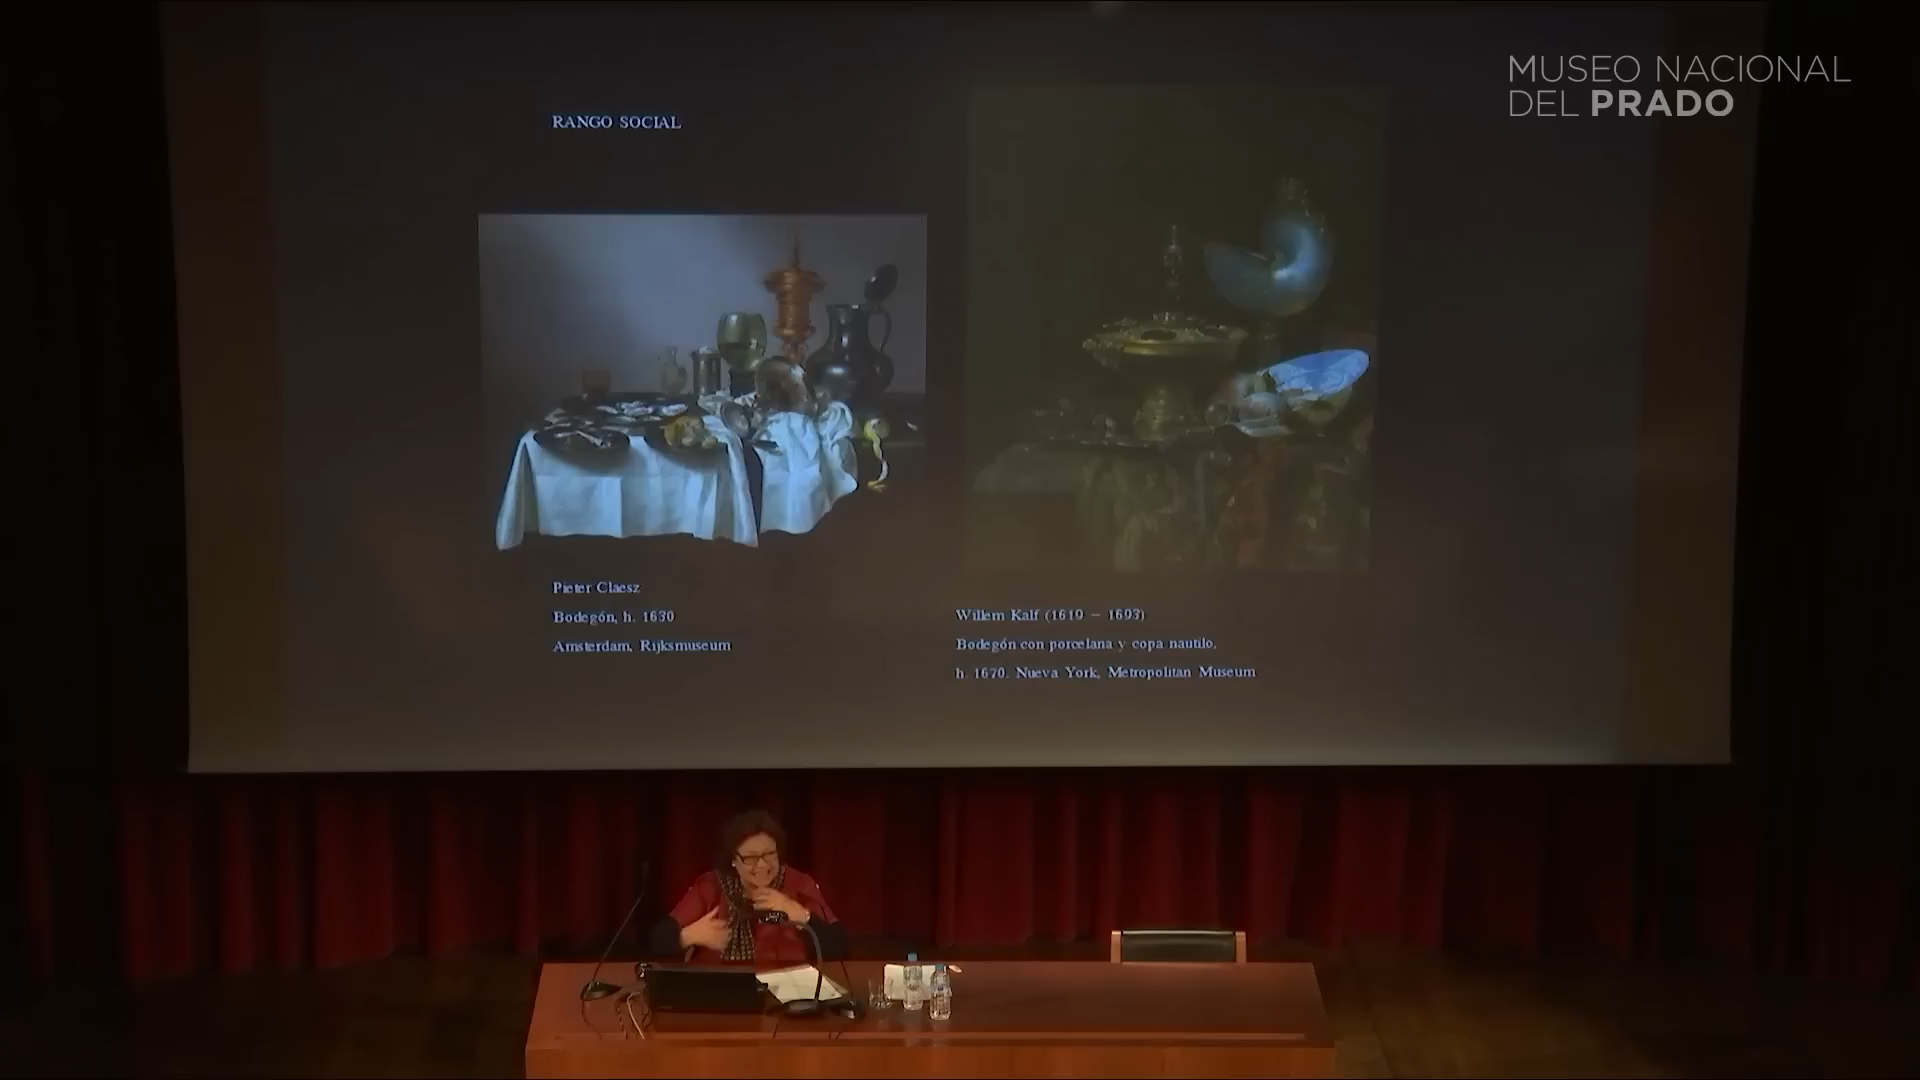 MUSEO NACIONAL
DEL PRADO
RANGO SOCIAL
Pieter Claesz
Bodegón, h. 1630
Amsterdam, Rijksmuseum
Willem Kalf (1619 – 1693)
Bodegón con porcelana y copa nautilo,
h. 1670. Nueva York, Metropolitan Museum